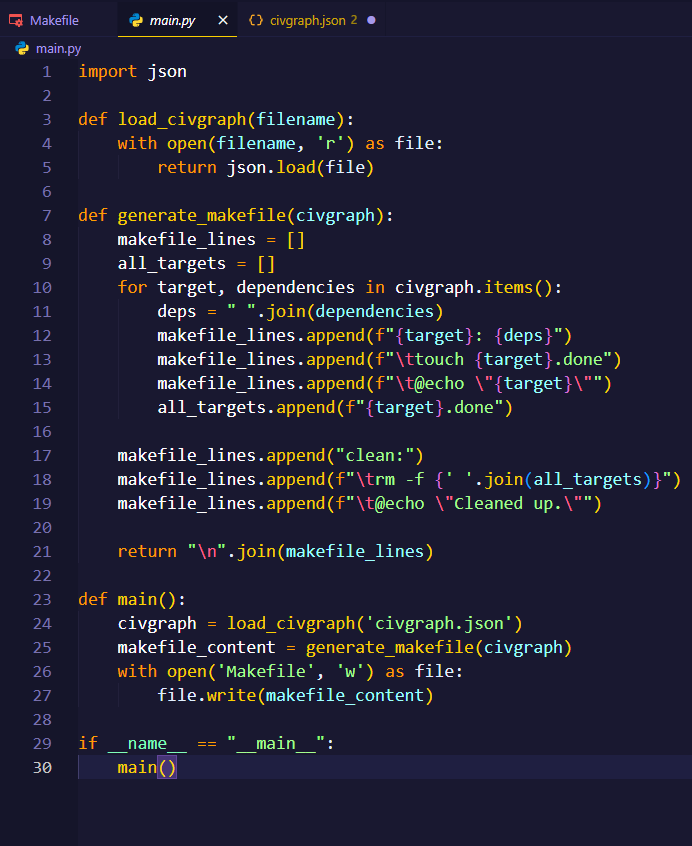 Makefile main.py × {} civgraph.json 2 ●
main.py
1 import json
2
3 def load_civgraph(filename):
4     with open(filename, 'r') as file:
5         return json.load(file)
6
7 def generate_makefile(civgraph):
8     makefile_lines = []
9     all_targets = []
10     for target, dependencies in civgraph.items():
11         deps = " ".join(dependencies)
12         makefile_lines.append(f"{target}: {deps}")
13         makefile_lines.append(f"\ttouch {target}.done")
14         makefile_lines.append(f"\t@echo \"{target}\"")
15         all_targets.append(f"{target}.done")
16
17     makefile_lines.append("clean:")
18     makefile_lines.append(f"\trm -f {' '.join(all_targets)}")
19     makefile_lines.append(f"\t@echo \"Cleaned up.\"")
20
21     return "\n".join(makefile_lines)
22
23 def main():
24     civgraph = load_civgraph('civgraph.json')
25     makefile_content = generate_makefile(civgraph)
26     with open('Makefile', 'w') as file:
27         file.write(makefile_content)
28
29 if __name__ == "__main__":
30     main()